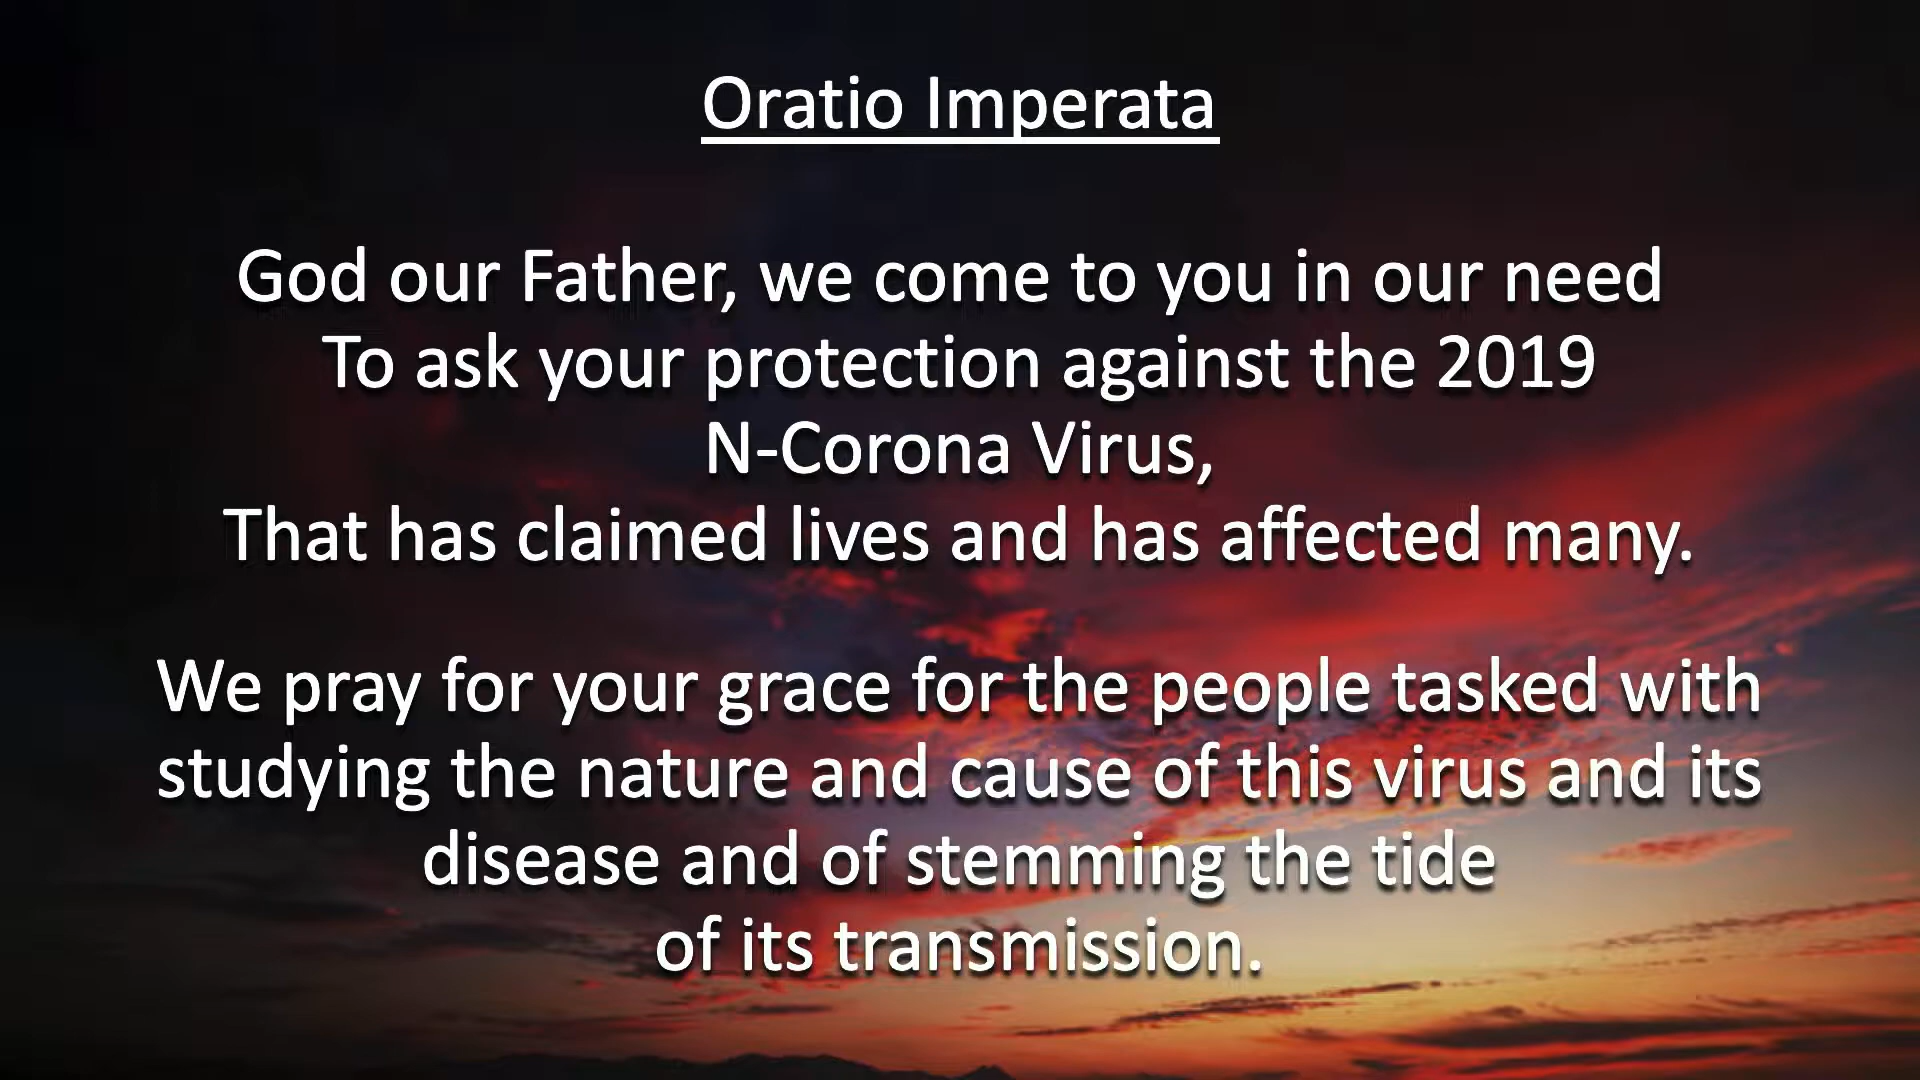 Oratio Imperata
God our Father, we come to you in our need
To ask your protection against the 2019
N-Corona Virus,
That has claimed lives and has affected many.
We pray for your grace for the people tasked with
studying the nature and cause of this virus and its
disease and of stemming the tide
of its transmission.